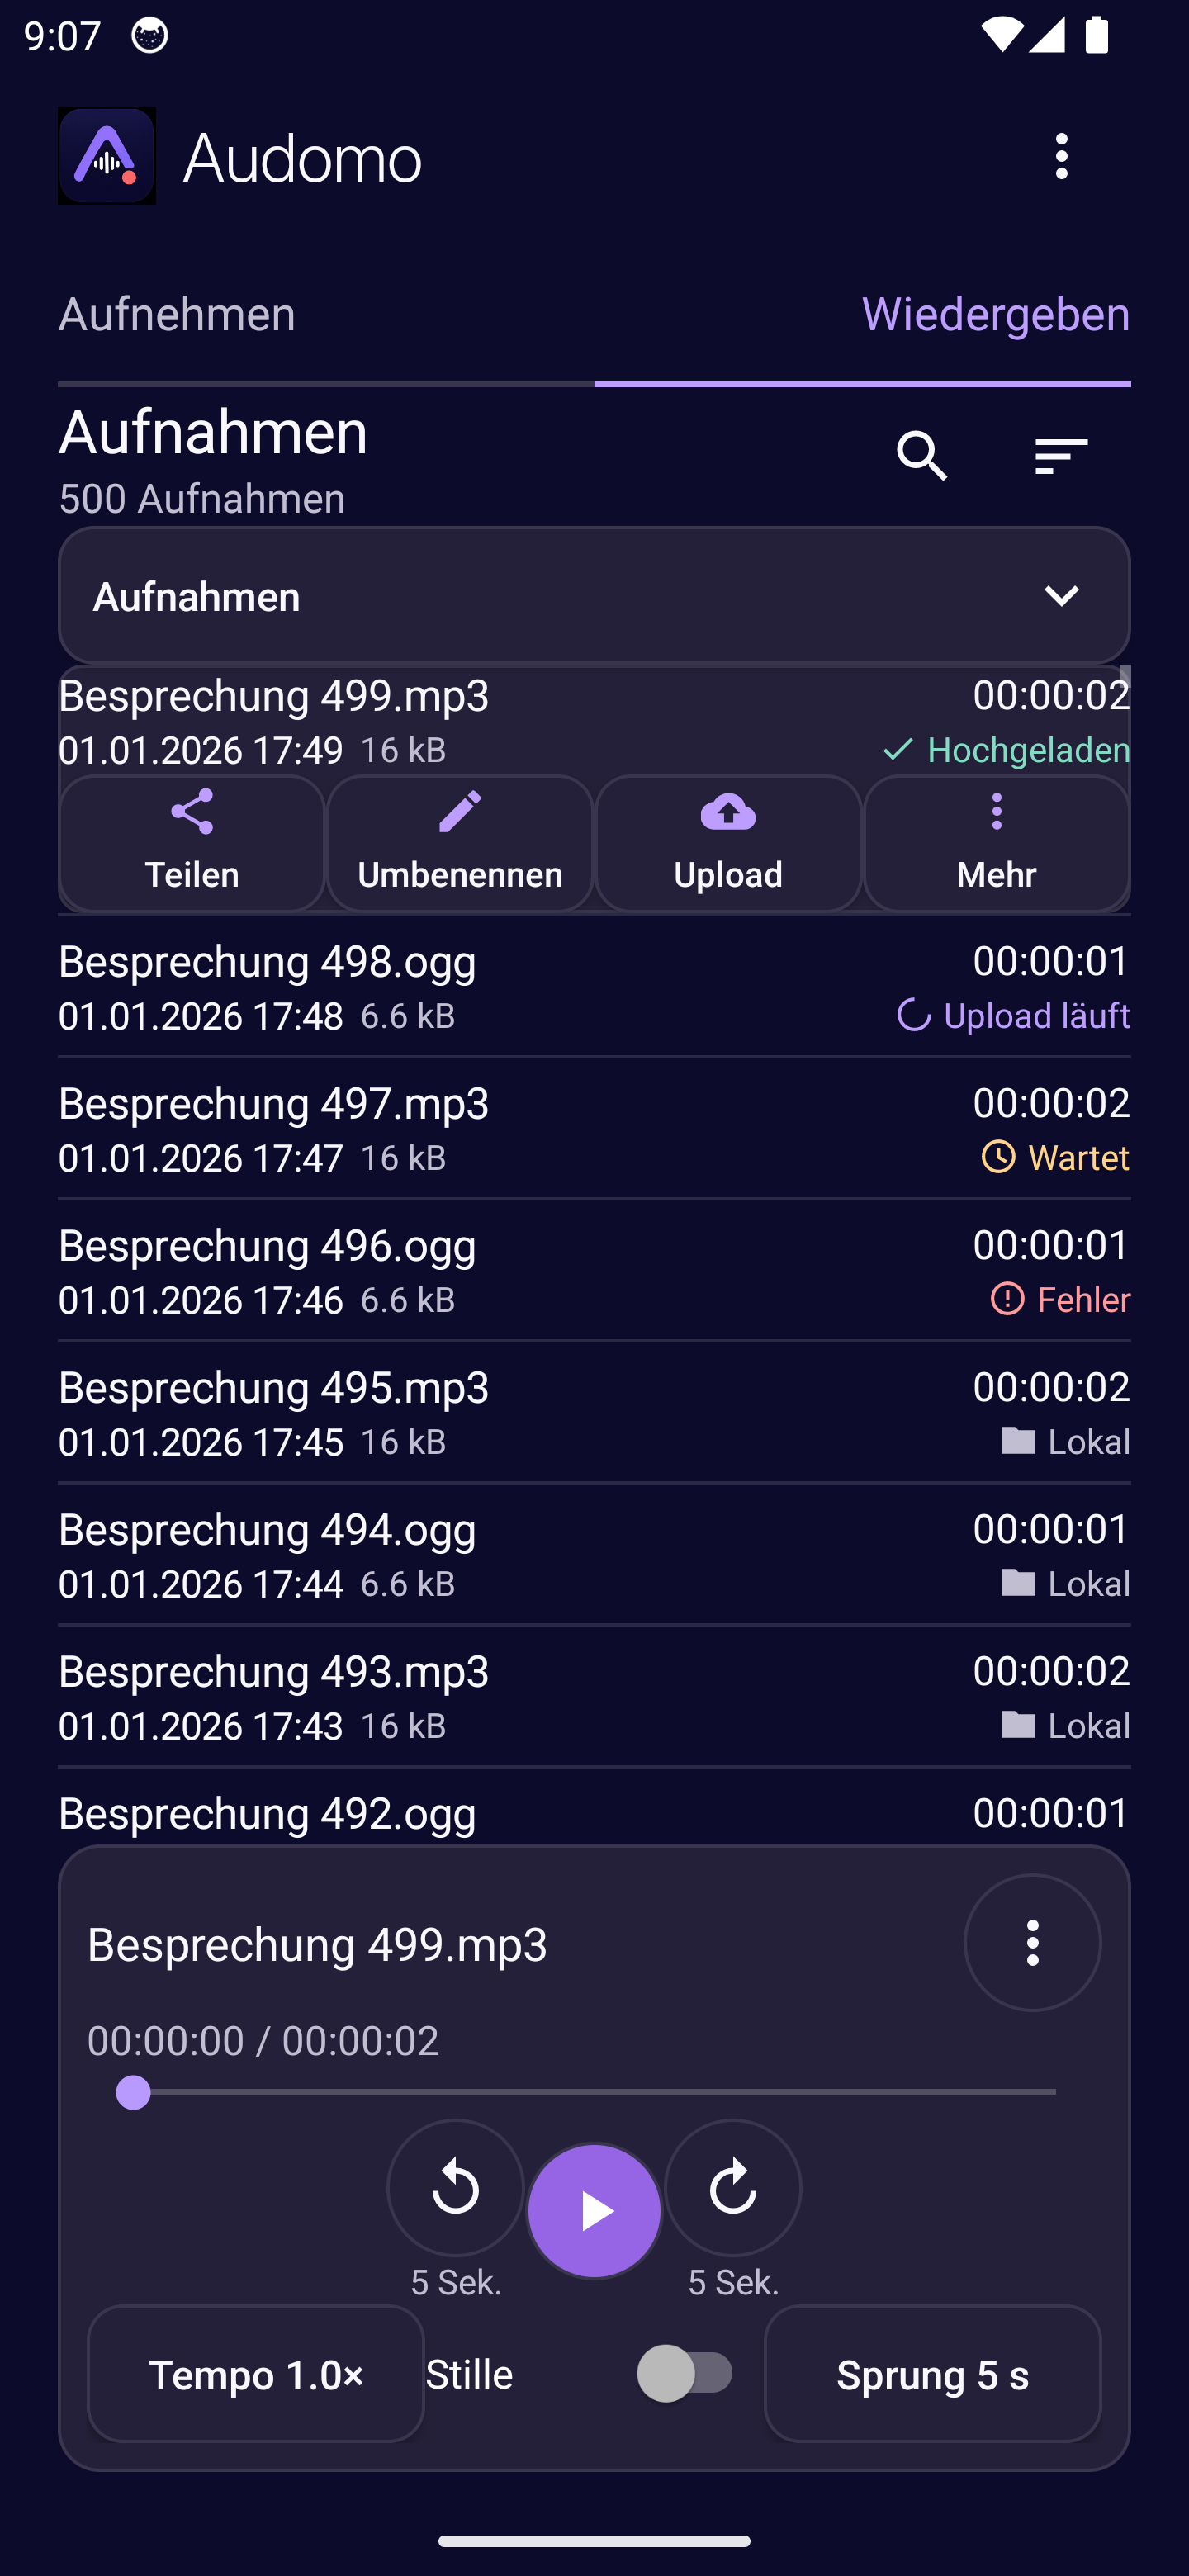 9:07
Audomo
Aufnehmen Wiedergeben
Aufnahmen
500 Aufnahmen
Aufnahmen
Besprechung 499.mp3 00:00:02
01.01.2026 17:49 16 kB Hochgeladen
Teilen Umbenennen Upload Mehr
Besprechung 498.ogg 00:00:01
01.01.2026 17:48 6.6 kB Upload läuft
Besprechung 497.mp3 00:00:02
01.01.2026 17:47 16 kB Wartet
Besprechung 496.ogg 00:00:01
01.01.2026 17:46 6.6 kB Fehler
Besprechung 495.mp3 00:00:02
01.01.2026 17:45 16 kB Lokal
Besprechung 494.ogg 00:00:01
01.01.2026 17:44 6.6 kB Lokal
Besprechung 493.mp3 00:00:02
01.01.2026 17:43 16 kB Lokal
Besprechung 492.ogg 00:00:01
Besprechung 499.mp3
00:00:00 / 00:00:02
5 Sek. 5 Sek.
Tempo 1.0× Stille Sprung 5 s